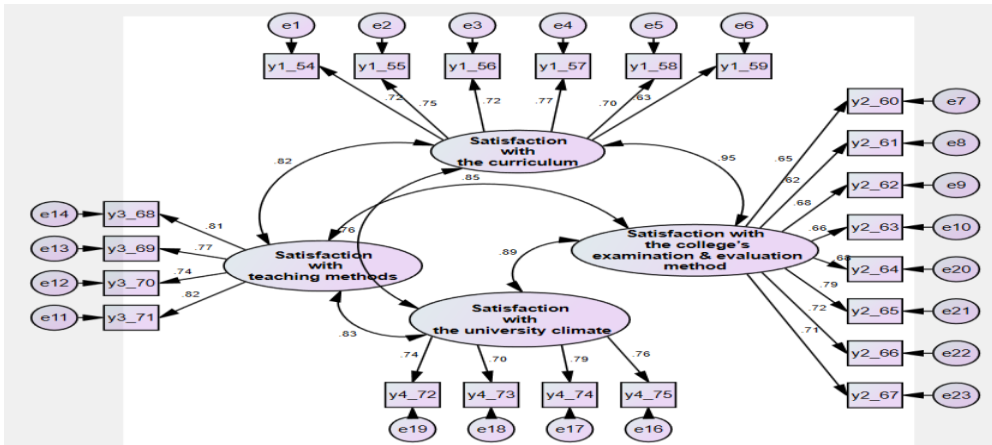 e1 e2 e3 e4 e5 e6
y1_54 y1_55 y1_56 y1_57 y1_58 y1_59
.72 .75 .72 .77 .70 .63
Satisfaction
with
the curriculum
.82
.85
.95
.76
.89
.83
y2_60 e7
y2_61 e8
y2_62 e9
y2_63 e10
y2_64 e20
y2_65 e21
y2_66 e22
y2_67 e23
.65
.62
.68
.66
.68
.79
.72
.71
Satisfaction with
the college's
examination & evaluation
method
e14 y3_68
e13 y3_69
e12 y3_70
e11 y3_71
.81
.77
.74
.82
Satisfaction
with
teaching methods
Satisfaction
with
the university climate
.74 .70 .79 .76
y4_72 y4_73 y4_74 y4_75
e19 e18 e17 e16